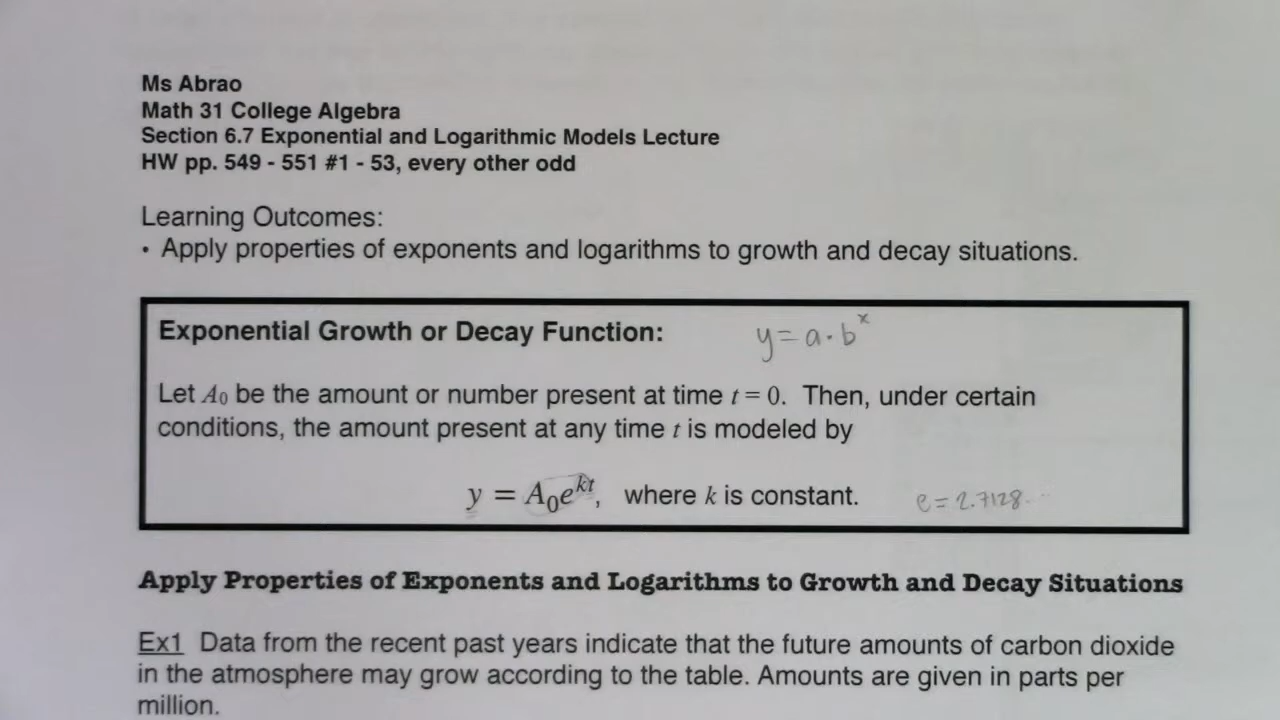 Ms Abrao
Math 31 College Algebra
Section 6.7 Exponential and Logarithmic Models Lecture
HW pp. 549 - 551 #1 - 53, every other odd
Learning Outcomes:
• Apply properties of exponents and logarithms to growth and decay situations.
Exponential Growth or Decay Function: y = a · b^x
Let A₀ be the amount or number present at time t = 0. Then, under certain
conditions, the amount present at any time t is modeled by
y = A₀e^{kt}, where k is constant. e = 2.7128...
Apply Properties of Exponents and Logarithms to Growth and Decay Situations
Ex1 Data from the recent past years indicate that the future amounts of carbon dioxide
in the atmosphere may grow according to the table. Amounts are given in parts per
million.